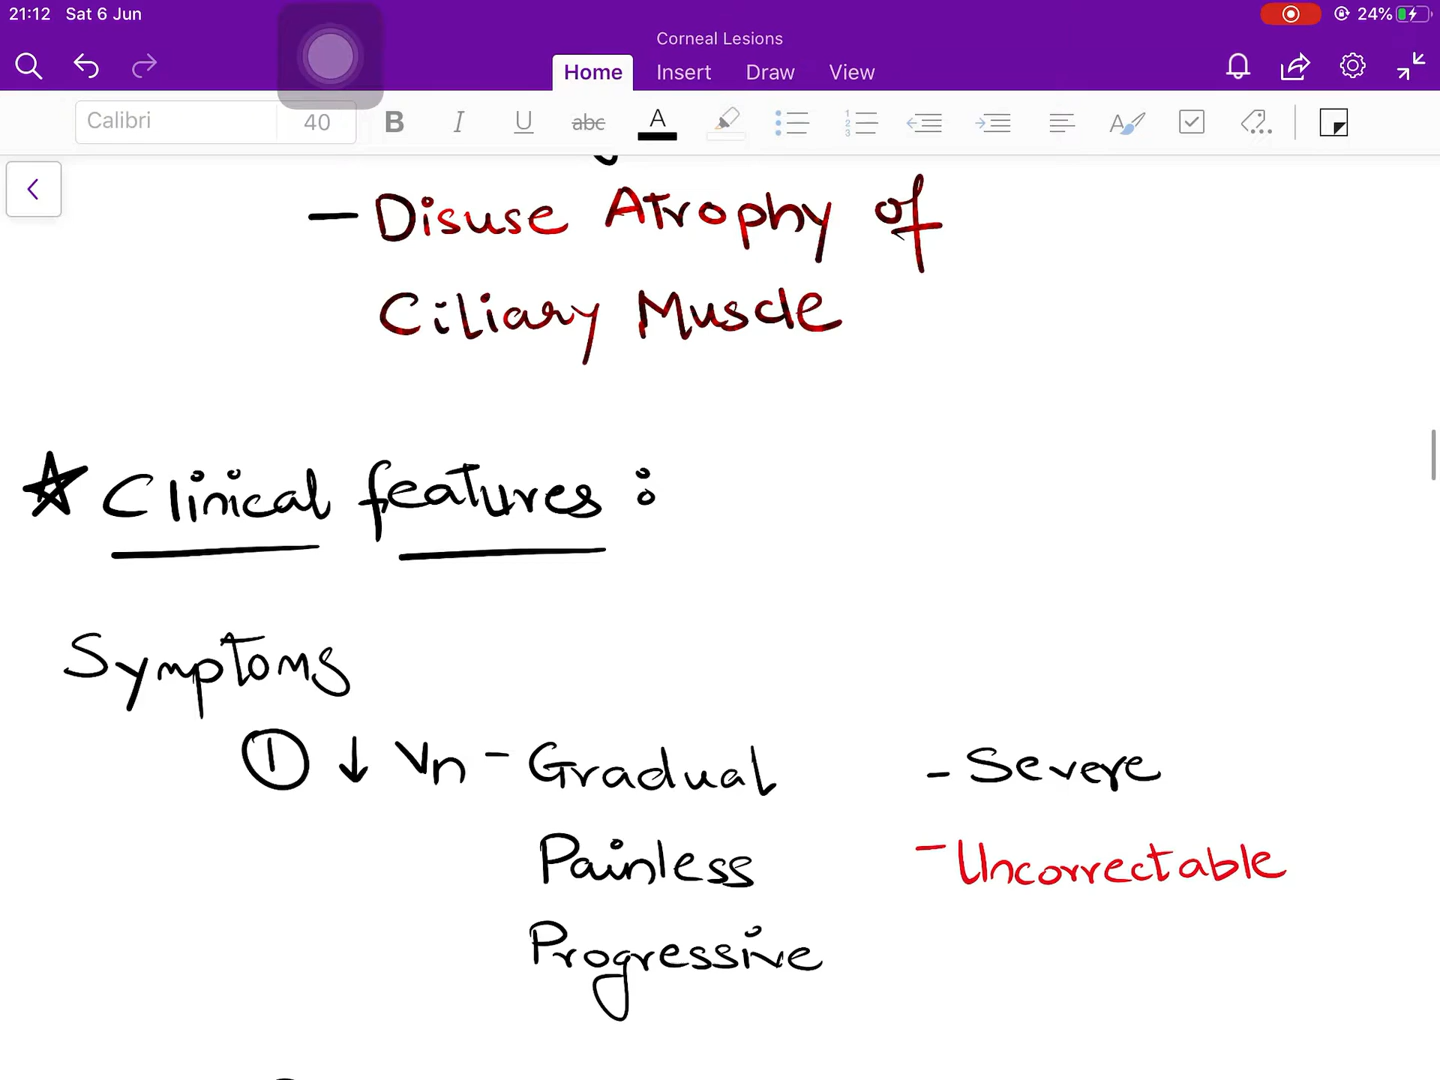 21:12 Sat 6 Jun 24%
Corneal Lesions
Home Insert Draw View
Calibri 40 B I U abc A
- Disuse Atrophy of
Ciliary Muscle
☆ Clinical features :
Symptoms
① ↓ Vn - Gradual - Severe
Painless - Uncorrectable
Progressive